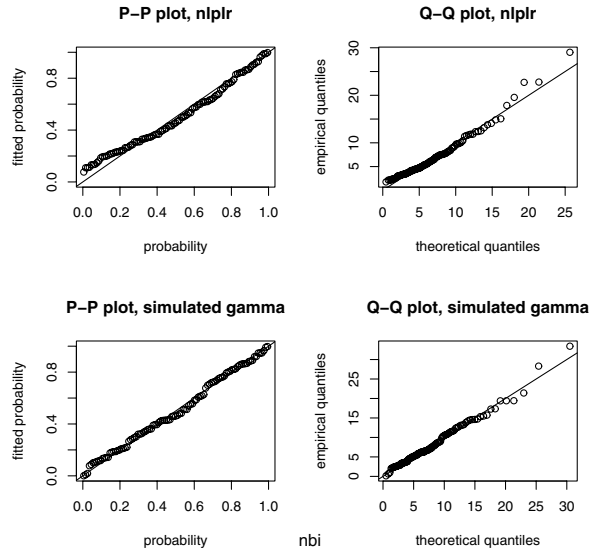 P−P plot, nlplr
fitted probability
0.0 0.4 0.8
0.0 0.2 0.4 0.6 0.8 1.0
probability
Q−Q plot, nlplr
empirical quantiles
5 10 20 30
0 5 10 15 20 25
theoretical quantiles
P−P plot, simulated gamma
fitted probability
0.0 0.4 0.8
0.0 0.2 0.4 0.6 0.8 1.0
probability
Q−Q plot, simulated gamma
empirical quantiles
0 5 15 25
0 5 10 15 20 25 30
theoretical quantiles
nbi